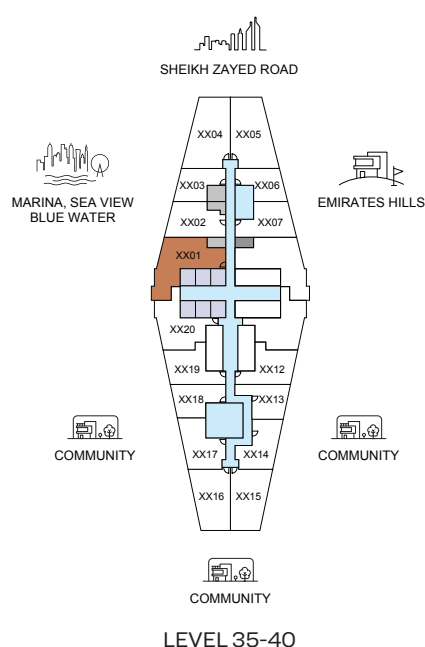 SHEIKH ZAYED ROAD
MARINA, SEA VIEW
BLUE WATER
EMIRATES HILLS
XX04
XX05
XX03
XX06
XX02
XX07
XX01
XX20
XX19
XX12
XX18
XX13
XX17
XX14
XX16
XX15
COMMUNITY
COMMUNITY
COMMUNITY
LEVEL 35-40